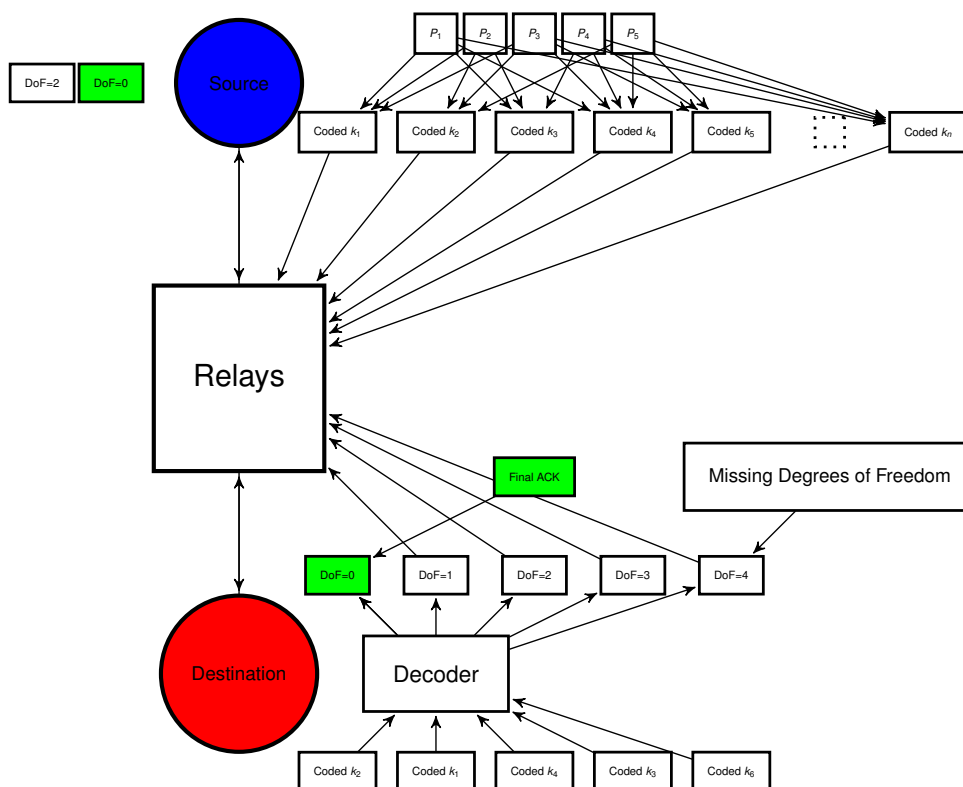 P1 P2 P3 P4 P5
DoF=2 DoF=0
Source
Coded k1 Coded k2 Coded k3 Coded k4 Coded k5 Coded kn
Relays
Final ACK
Missing Degrees of Freedom
DoF=0 DoF=1 DoF=2 DoF=3 DoF=4
Destination
Decoder
Coded k2 Coded k1 Coded k4 Coded k3 Coded k6